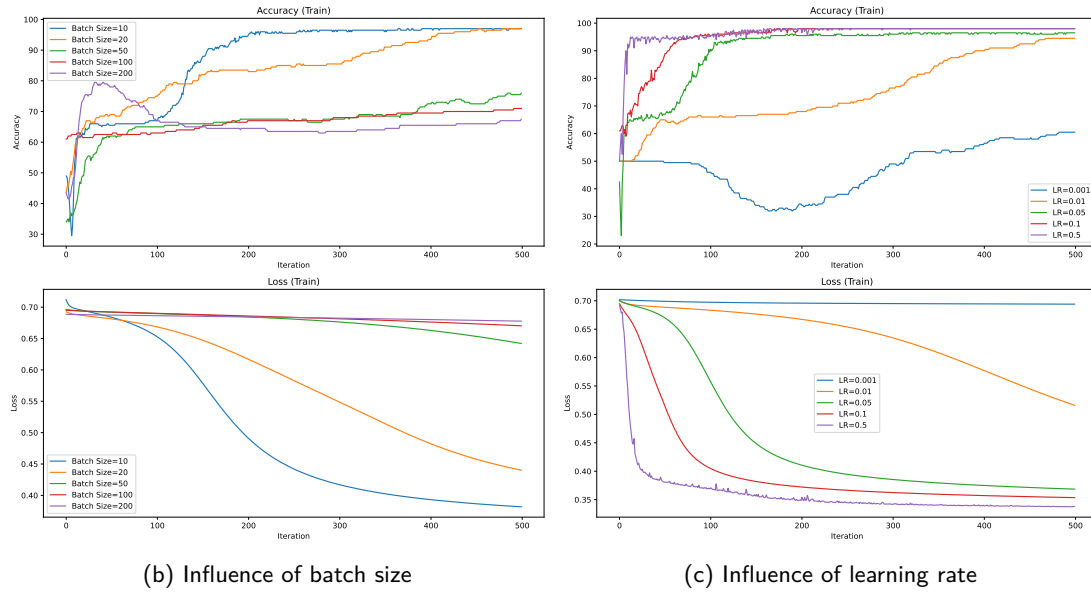 Accuracy (Train)
100
90
80
70
60
50
40
30
Accuracy
Batch Size=10
Batch Size=20
Batch Size=50
Batch Size=100
Batch Size=200
0
100
200
300
400
500
Iteration
Loss (Train)
0.70
0.65
0.60
0.55
0.50
0.45
0.40
Loss
Batch Size=10
Batch Size=20
Batch Size=50
Batch Size=100
Batch Size=200
0
100
200
300
400
500
Iteration
(b) Influence of batch size
Accuracy (Train)
100
90
80
70
60
50
40
30
20
Accuracy
LR=0.001
LR=0.01
LR=0.05
LR=0.1
LR=0.5
0
100
200
300
400
500
Iteration
Loss (Train)
0.70
0.65
0.60
0.55
0.50
0.45
0.40
0.35
Loss
LR=0.001
LR=0.01
LR=0.05
LR=0.1
LR=0.5
0
100
200
300
400
500
Iteration
(c) Influence of learning rate